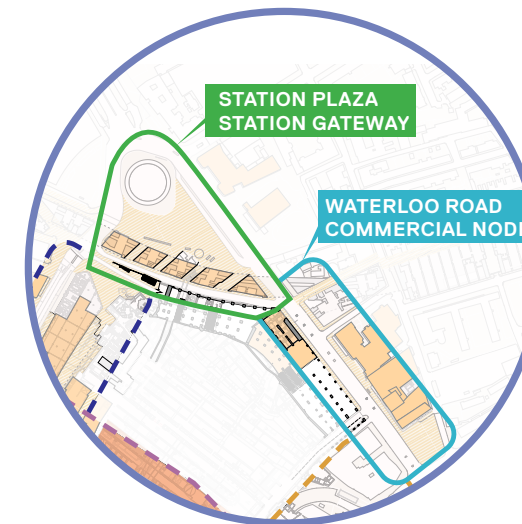 STATION PLAZA
STATION GATEWAY
WATERLOO ROAD
COMMERCIAL NODE